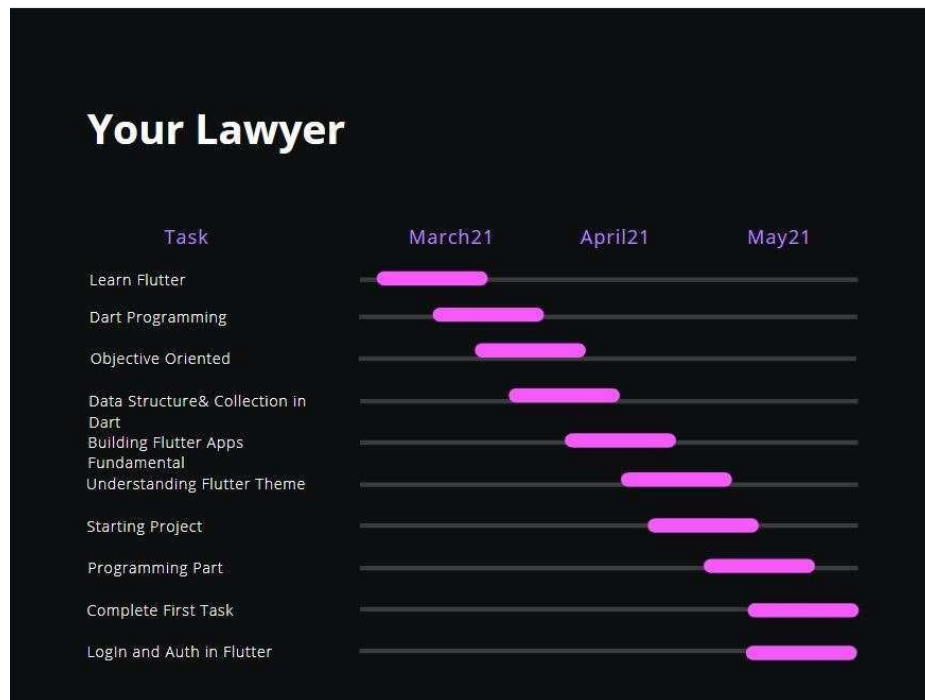 Your Lawyer
Task March21 April21 May21
Learn Flutter
Dart Programming
Objective Oriented
Data Structure& Collection in
Dart
Building Flutter Apps
Fundamental
Understanding Flutter Theme
Starting Project
Programming Part
Complete First Task
LogIn and Auth in Flutter